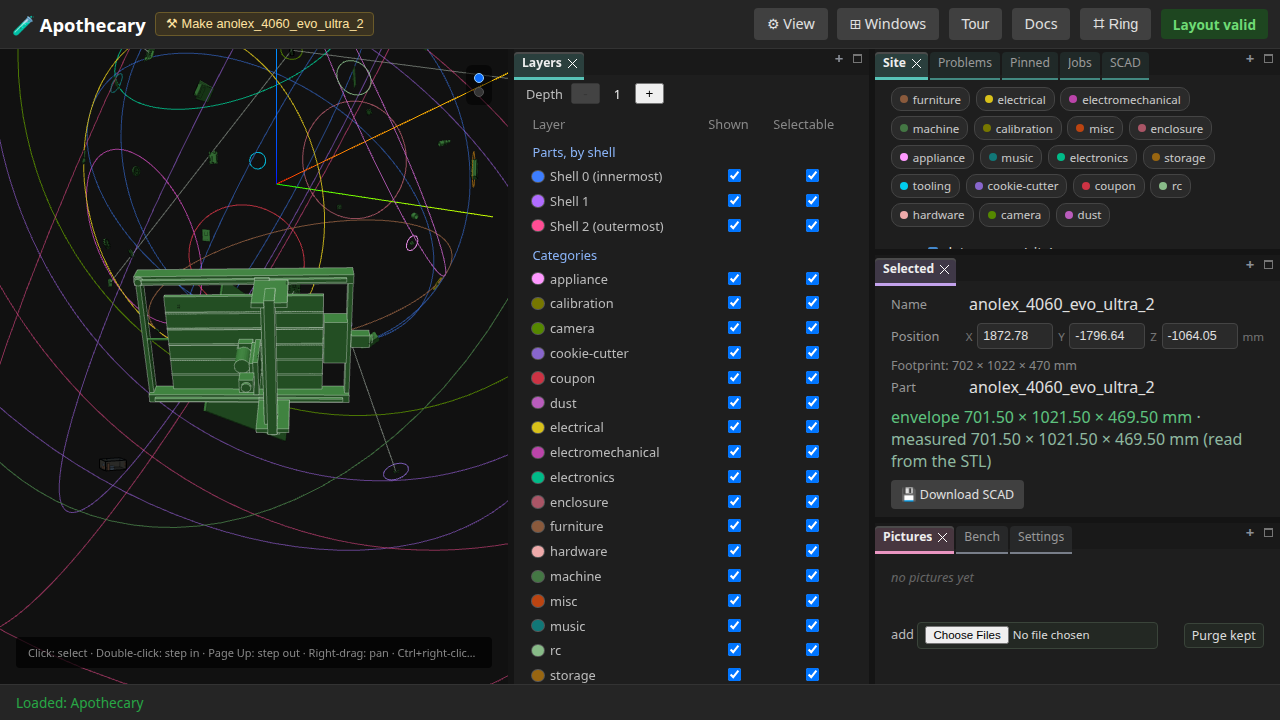 🧪 Apothecary
⚒ Make anolex_4060_evo_ultra_2
⚙ View
⊞ Windows
Tour
Docs
⌗ Ring
Layout valid
Click: select · Double-click: step in · Page Up: step out · Right-drag: pan · Ctrl+right-clic...
Layers
Depth - 1 +
Layer Shown Selectable
Parts, by shell
Shell 0 (innermost)
Shell 1
Shell 2 (outermost)
Categories
appliance
calibration
camera
cookie-cutter
coupon
dust
electrical
electromechanical
electronics
enclosure
furniture
hardware
machine
misc
music
rc
storage
Site Problems Pinned Jobs SCAD
furniture electrical electromechanical
machine calibration misc enclosure
appliance music electronics storage
tooling cookie-cutter coupon rc
hardware camera dust
Selected
Name anolex_4060_evo_ultra_2
Position X 1872.78 Y -1796.64 Z -1064.05 mm
Footprint: 702 × 1022 × 470 mm
Part anolex_4060_evo_ultra_2
envelope 701.50 × 1021.50 × 469.50 mm ·
measured 701.50 × 1021.50 × 469.50 mm (read
from the STL)
💾 Download SCAD
Pictures Bench Settings
no pictures yet
add Choose Files No file chosen Purge kept
Loaded: Apothecary